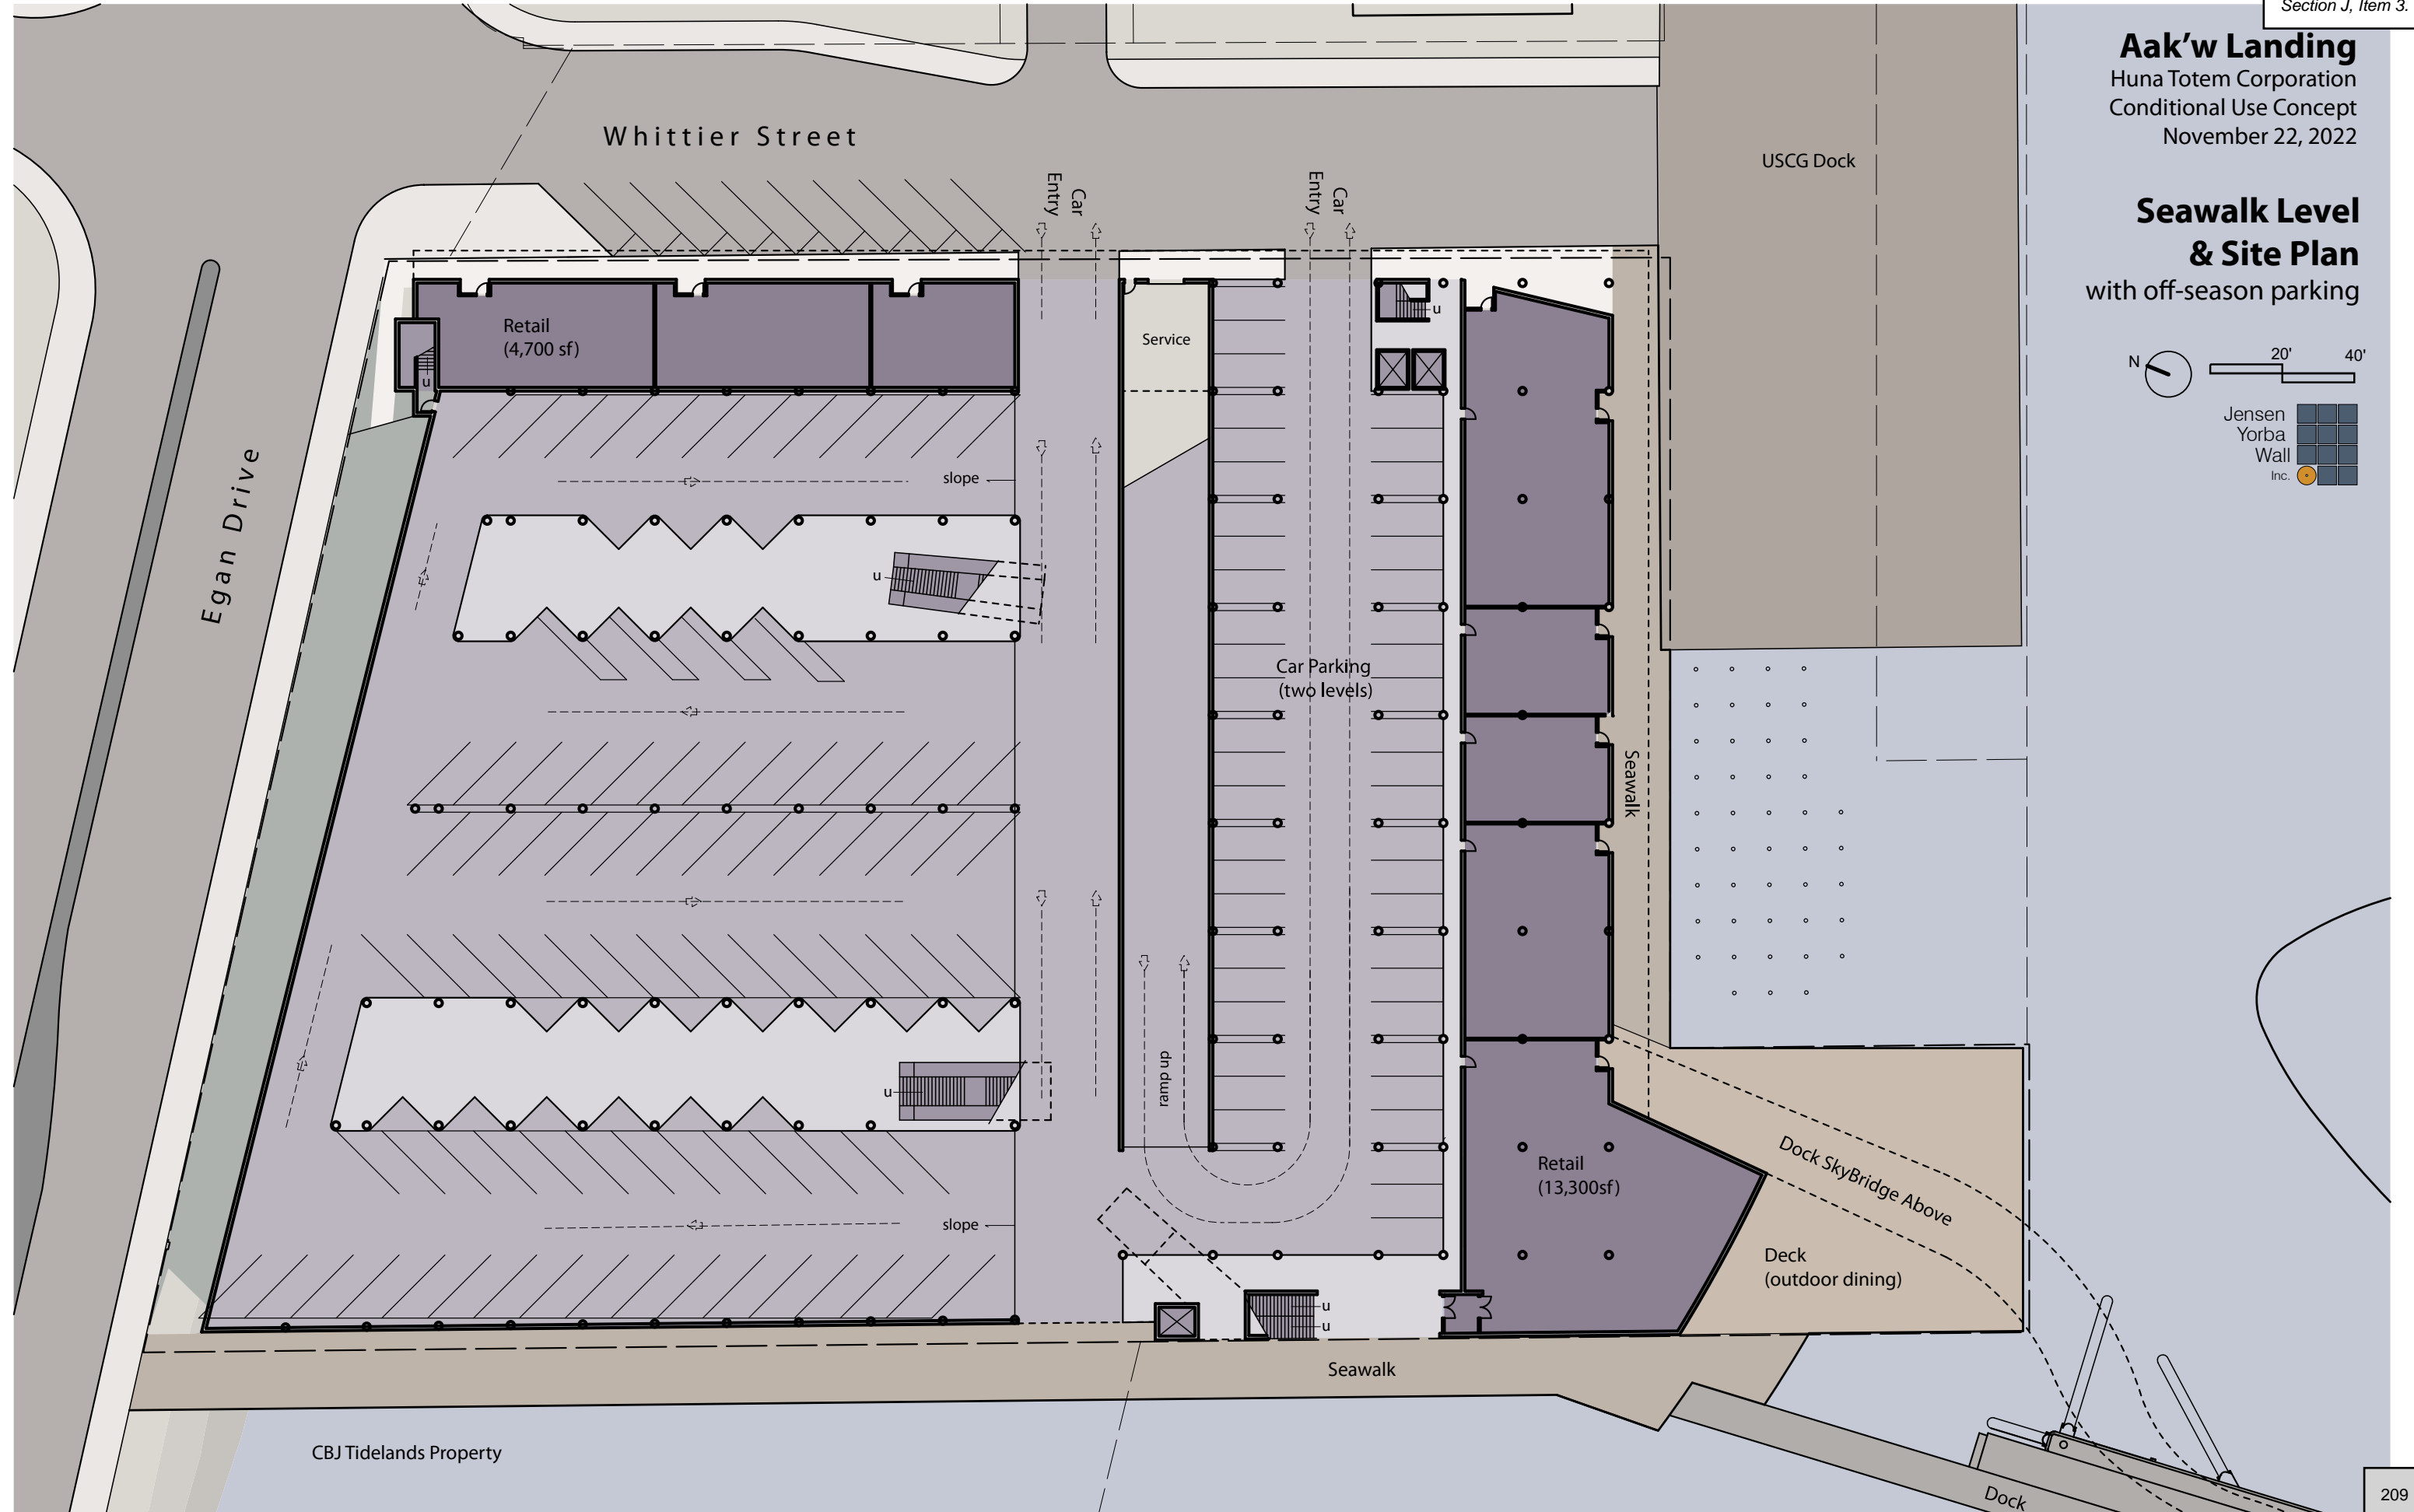 Section J, Item 3.
Aak'w Landing
Huna Totem Corporation
Conditional Use Concept
November 22, 2022
Seawalk Level
& Site Plan
with off-season parking
N
20'
40'
Jensen
Yorba
Wall
Inc.
Whittier Street
USCG Dock
Entry
Car
Entry
Car
Retail
(4,700 sf)
u
Service
u
Egan Drive
slope
u
Car Parking
(two levels)
Seawalk
u
ramp up
slope
Retail
(13,300sf)
Dock SkyBridge Above
Deck
(outdoor dining)
u
u
Seawalk
CBJ Tidelands Property
Dock
209